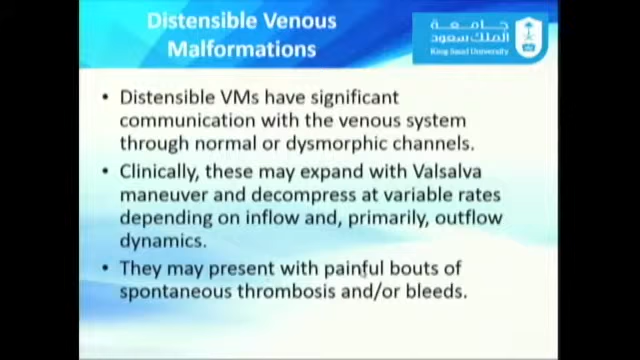 Distensible Venous
Malformations
جامعة
الملك سعود
King Saud University
• Distensible VMs have significant
communication with the venous system
through normal or dysmorphic channels.
• Clinically, these may expand with Valsalva
maneuver and decompress at variable rates
depending on inflow and, primarily, outflow
dynamics.
• They may present with painful bouts of
spontaneous thrombosis and/or bleeds.